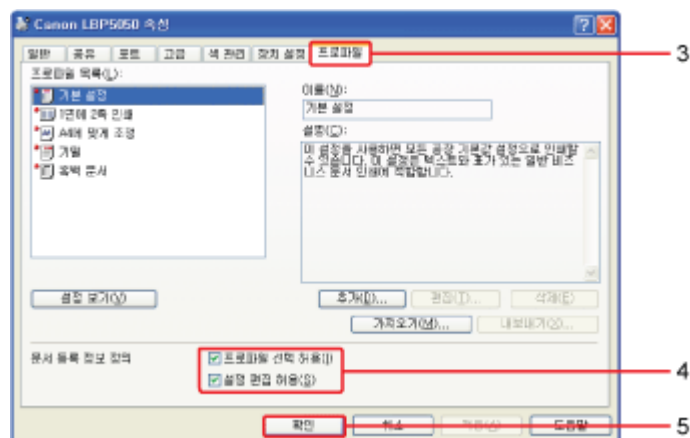 Canon LBP5050 속성
일반 공유 포트 고급 색 관리 장치 설정 프로파일
3
프로파일 목록(L):
기본 설정
1면에 2쪽 인쇄
A4에 맞게 조정
기밀
흑백 문서
이름(N):
기본 설정
설명(C):
이 설정을 사용하면 모든 공장 기본값 설정으로 인쇄할
수 있습니다. 이 설정은 텍스트와 표가 있는 일반 비즈
니스 문서 인쇄에 적합합니다.
설정 보기(V)
추가(D)... 편집(T)... 삭제(E)
가져오기(M)... 내보내기(X)...
문서 등록 정보 정의
프로파일 선택 허용(I)
설정 편집 허용(G)
4
확인 취소 적용(A) 도움말
5